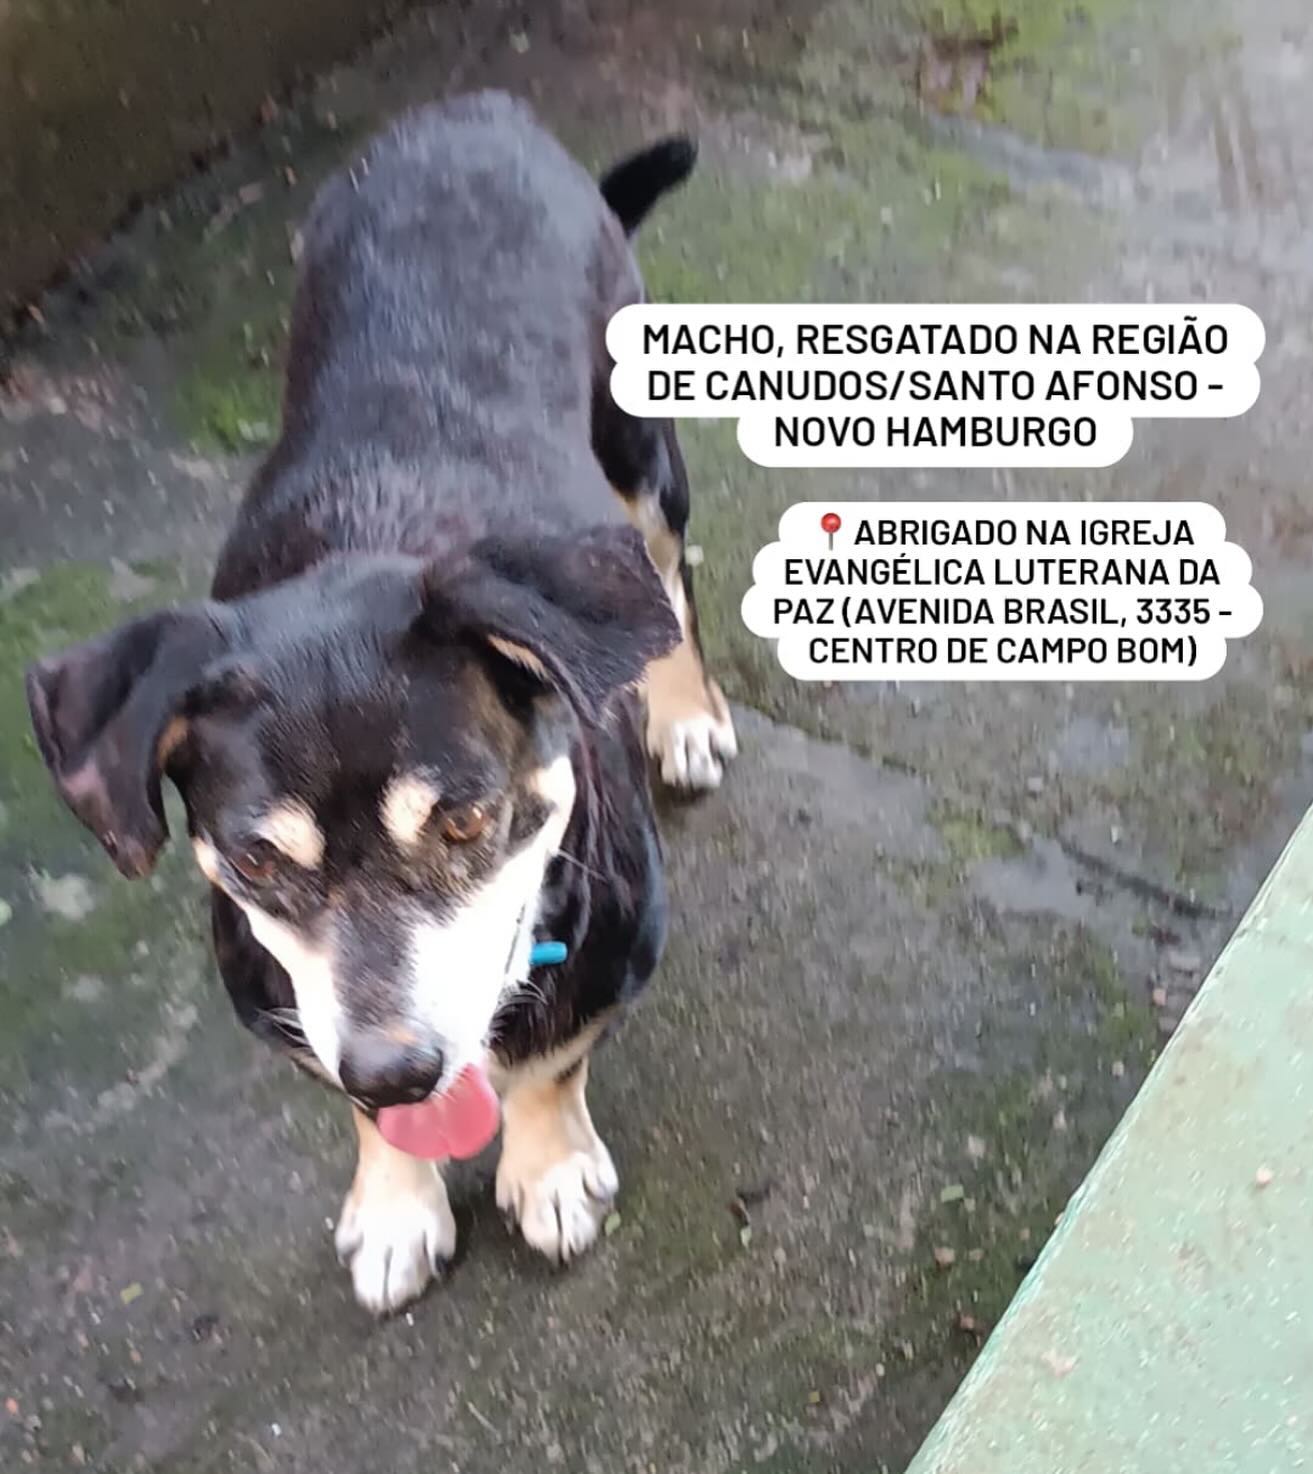 MACHO, RESGATADO NA REGIÃO
DE CANUDOS/SANTO AFONSO -
NOVO HAMBURGO
📍ABRIGADO NA IGREJA
EVANGÉLICA LUTERANA DA
PAZ (AVENIDA BRASIL, 3335 -
CENTRO DE CAMPO BOM)